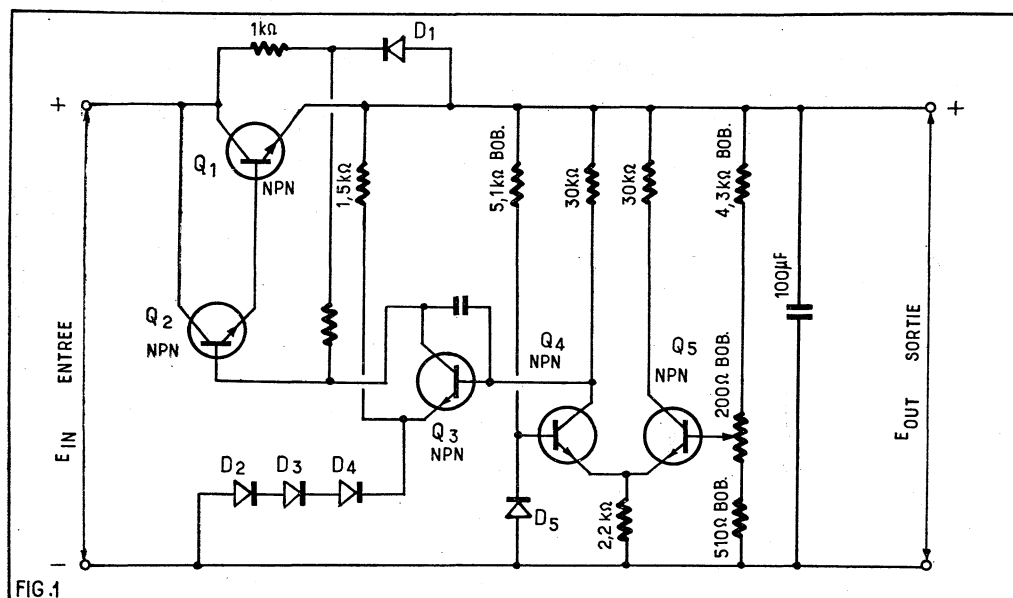 1kΩ
D1
+
+
Q1
NPN
1,5kΩ
5,1kΩ BOB.
30kΩ
30kΩ
4,3kΩ BOB.
100µF
Q2
NPN
Q4
NPN
Q5
NPN
200Ω BOB.
Q3
NPN
E IN ENTRÉE
E OUT SORTIE
D2
D3
D4
D5
2,2kΩ
510Ω BOB.
−
FIG.1